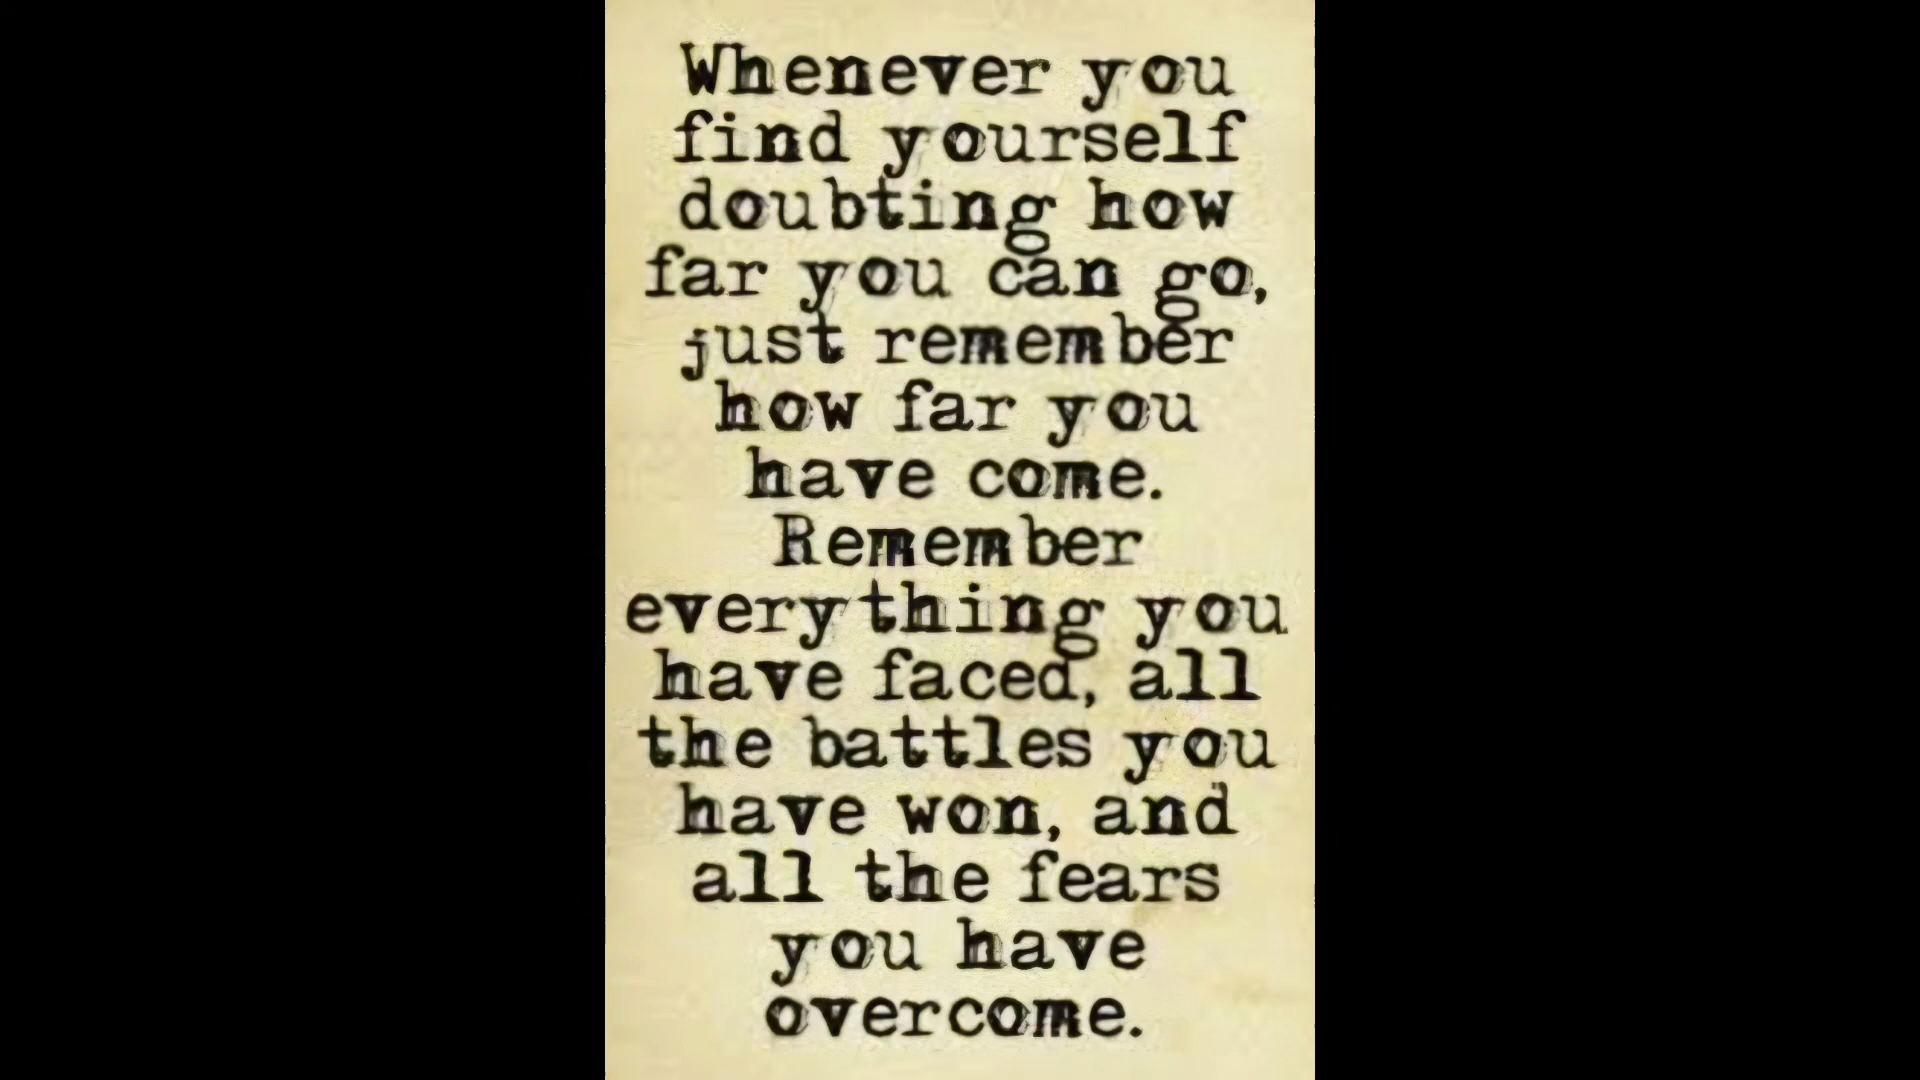 Whenever you
find yourself
doubting how
far you can go,
just remember
how far you
have come.
Remember
everything you
have faced, all
the battles you
have won, and
all the fears
you have
overcome.